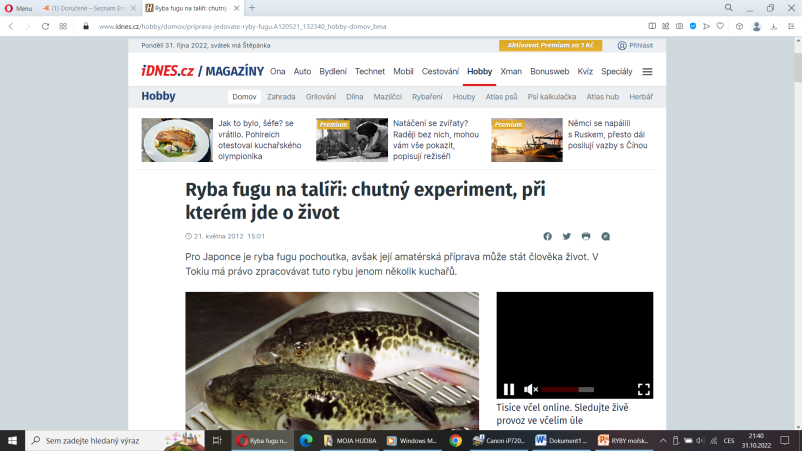 Menu
(1) Doručené – Seznam Em
Ryba fugu na talíři: chutný exp
www.idnes.cz/hobby/domov/priprava-jedovate-ryby-fugu.A120521_132340_hobby-domov_bma
Pondělí 31. října 2022, svátek má Štěpánka
Aktivovat Premium za 1 Kč
Přihlásit
iDNES.cz / MAGAZÍNY
Ona Auto Bydlení Technet Mobil Cestování Hobby Xman Bonusweb Kvíz Speciály
Hobby
Domov Zahrada Grilování Dílna Mazlíčci Rybaření Houby Atlas psů Psí kalkulačka Atlas hub Herbář
Jak to bylo, šéfe? se
vrátilo. Pohlreich
otestoval kuchařského
olympionika
Premium
Natáčení se zvířaty?
Raději bez nich, mohou
vám vše pokazit,
popisují režiséři
Premium
Němci se napálili
s Ruskem, přesto dál
posilují vazby s Čínou
Ryba fugu na talíři: chutný experiment, při
kterém jde o život
21. května 2012 15:01
Pro Japonce je ryba fugu pochoutka, avšak její amatérská příprava může stát člověka život. V
Tokiu má právo zpracovávat tuto rybu jenom několik kuchařů.
Tisíce včel online. Sledujte živě
provoz ve včelím úle
Sem zadejte hledaný výraz
Ryba fugu na t...
MOJA HUDBA
Windows M...
Canon iP720...
Dokument1 ...
RYBY mořsk...
CES
21:40
31.10.2022